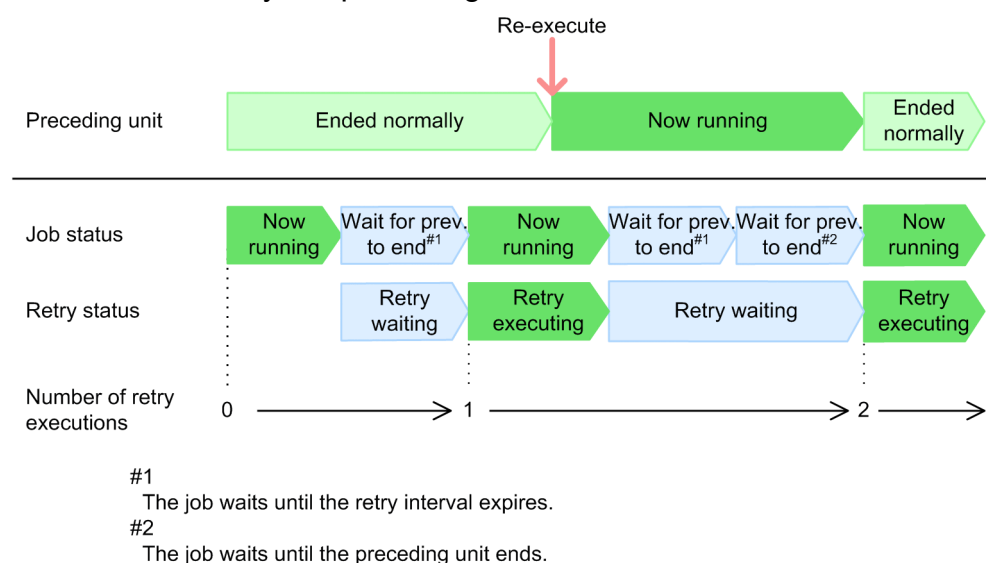 Re-execute
Preceding unit
Ended normally
Now running
Ended
normally
Job status
Now
running
Wait for prev.
to end#1
Now
running
Wait for prev.
to end#1
Wait for prev.
to end#2
Now
running
Retry status
Retry
waiting
Retry
executing
Retry waiting
Retry
executing
Number of retry
executions
0
1
2
#1
The job waits until the retry interval expires.
#2
The job waits until the preceding unit ends.